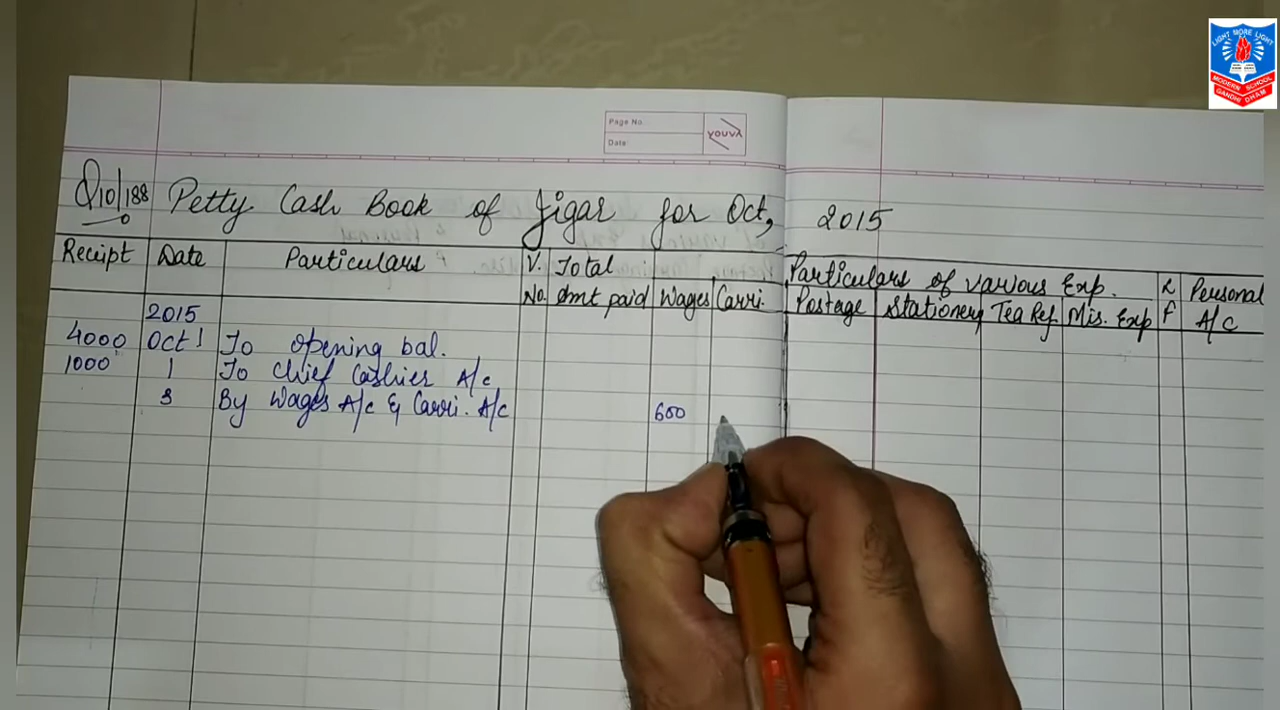 LIGHT MORE LIGHT
MODERN SCHOOL
GANDHIDHAM
Page No.
Date
YOUVA
Q10/188 Petty Cash Book of Jigar for Oct, 2015
Receipt Date Particulars V. Total Particulars of various Exp. L Personal
No. Amt paid Wages Carri. Postage Stationery Tea Ref. Mis. Exp F A/c
2015
4000 Oct 1 To opening bal.
1000 1 To Chief Cashier A/c
3 By Wages A/c & Carri. A/c 600